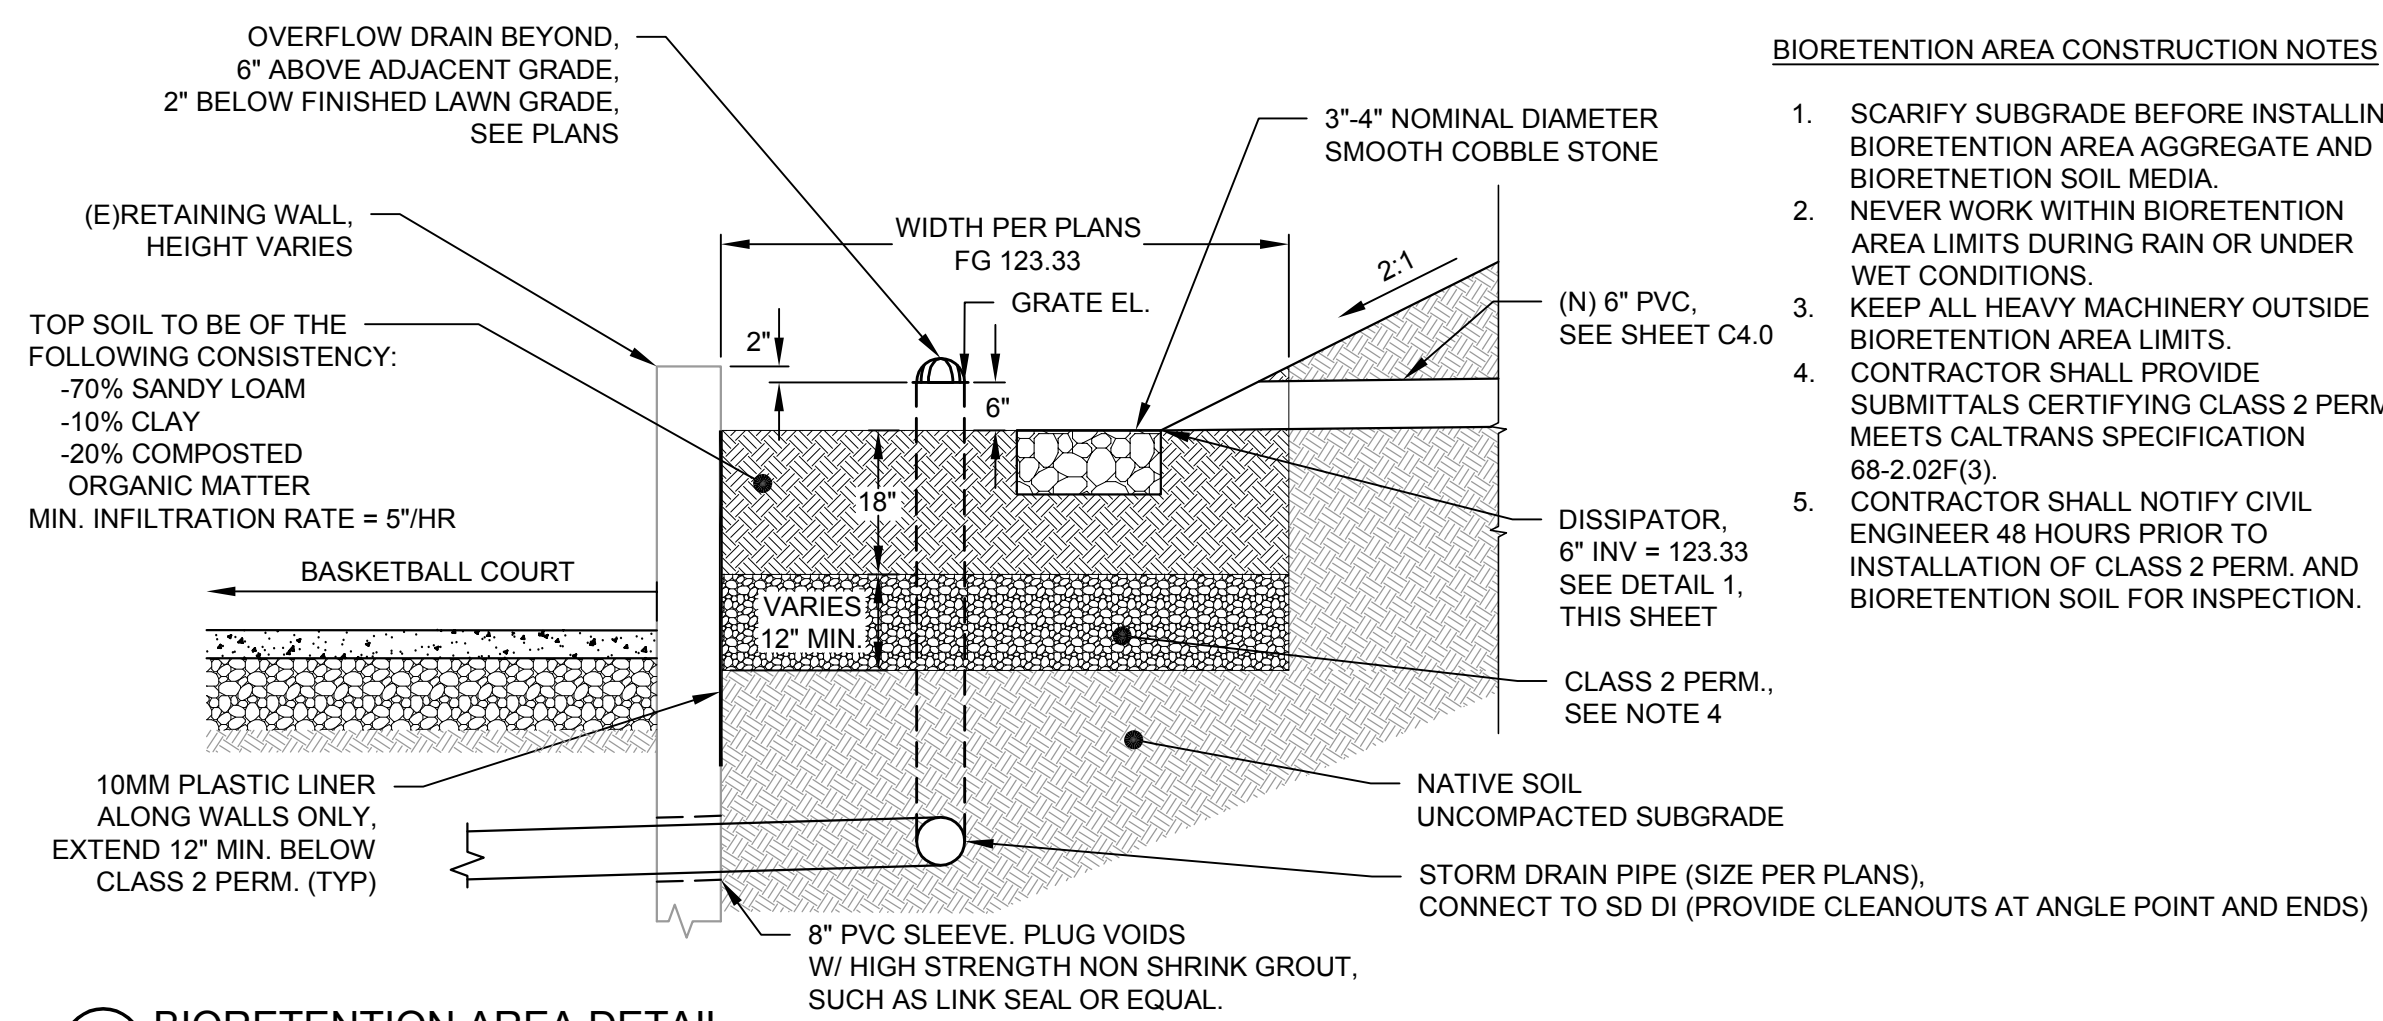 OVERFLOW DRAIN BEYOND,
6" ABOVE ADJACENT GRADE,
2" BELOW FINISHED LAWN GRADE,
SEE PLANS
(E)RETAINING WALL,
HEIGHT VARIES
TOP SOIL TO BE OF THE
FOLLOWING CONSISTENCY:
-70% SANDY LOAM
-10% CLAY
-20% COMPOSTED
ORGANIC MATTER
MIN. INFILTRATION RATE = 5"/HR
BASKETBALL COURT
10MM PLASTIC LINER
ALONG WALLS ONLY,
EXTEND 12" MIN. BELOW
CLASS 2 PERM. (TYP)
WIDTH PER PLANS
FG 123.33
GRATE EL.
2"
6"
18"
VARIES
12" MIN.
2:1
3"-4" NOMINAL DIAMETER
SMOOTH COBBLE STONE
(N) 6" PVC,
SEE SHEET C4.0
DISSIPATOR,
6" INV = 123.33
SEE DETAIL 1,
THIS SHEET
CLASS 2 PERM.,
SEE NOTE 4
NATIVE SOIL
UNCOMPACTED SUBGRADE
STORM DRAIN PIPE (SIZE PER PLANS),
CONNECT TO SD DI (PROVIDE CLEANOUTS AT ANGLE POINT AND ENDS)
8" PVC SLEEVE. PLUG VOIDS
W/ HIGH STRENGTH NON SHRINK GROUT,
SUCH AS LINK SEAL OR EQUAL.
BIORETENTION AREA CONSTRUCTION NOTES
1. SCARIFY SUBGRADE BEFORE INSTALLIN
BIORETENTION AREA AGGREGATE AND
BIORETNETION SOIL MEDIA.
2. NEVER WORK WITHIN BIORETENTION
AREA LIMITS DURING RAIN OR UNDER
WET CONDITIONS.
3. KEEP ALL HEAVY MACHINERY OUTSIDE
BIORETENTION AREA LIMITS.
4. CONTRACTOR SHALL PROVIDE
SUBMITTALS CERTIFYING CLASS 2 PERM
MEETS CALTRANS SPECIFICATION
68-2.02F(3).
5. CONTRACTOR SHALL NOTIFY CIVIL
ENGINEER 48 HOURS PRIOR TO
INSTALLATION OF CLASS 2 PERM. AND
BIORETENTION SOIL FOR INSPECTION.
BIORETENTION AREA DETAIL